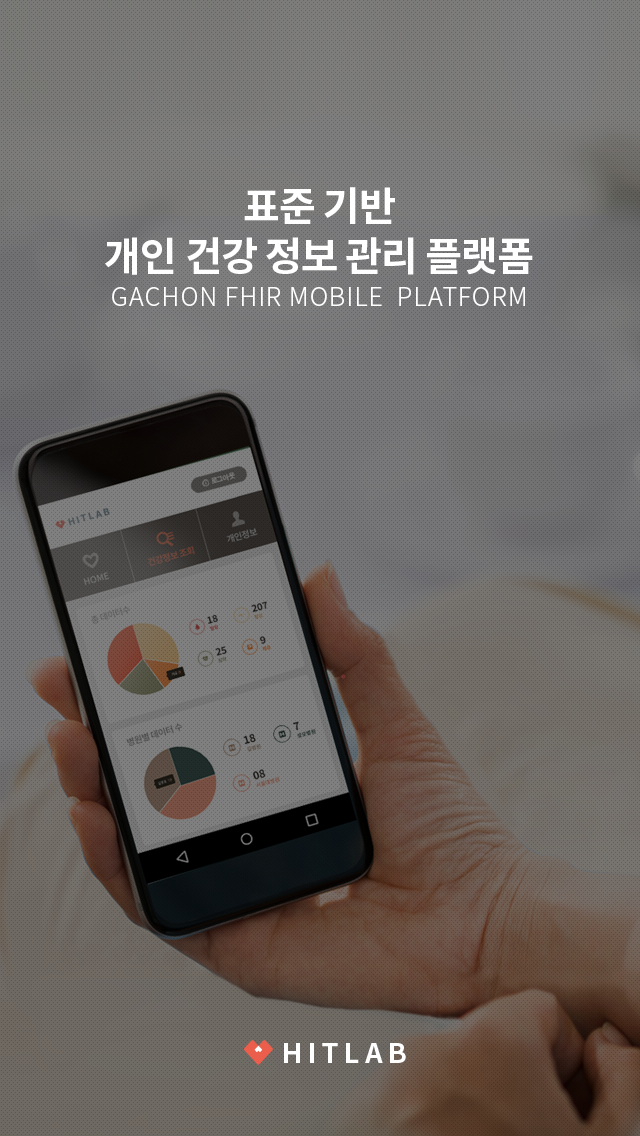 표준 기반
개인 건강 정보 관리 플랫폼
GACHON FHIR MOBILE PLATFORM
로그아웃
HITLAB
HOME
건강정보 조회
개인정보
총 데이터수
18
207
25
9
병원별 데이터 수
18
7
08
HITLAB